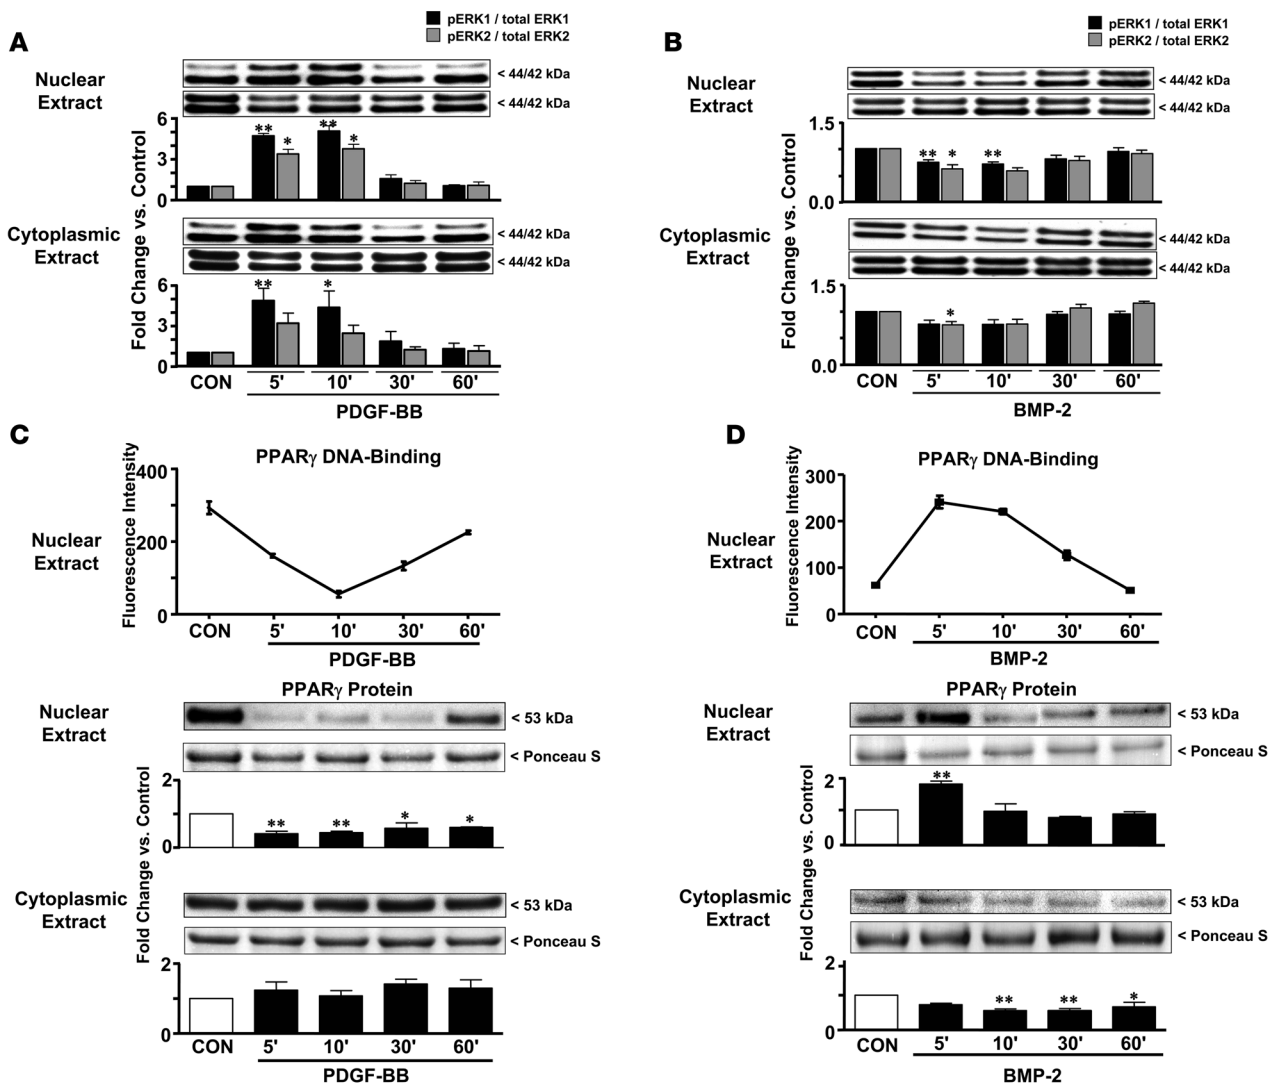 A
pERK1 / total ERK1
pERK2 / total ERK2
Nuclear
Extract
< 44/42 kDa
< 44/42 kDa
Fold Change vs. Control
6
** * ** *
3
0
Cytoplasmic
Extract
< 44/42 kDa
< 44/42 kDa
6
** *
3
0
CON 5' 10' 30' 60'
PDGF-BB
B
pERK1 / total ERK1
pERK2 / total ERK2
Nuclear
Extract
< 44/42 kDa
< 44/42 kDa
Fold Change vs. Control
1.5
** * **
0.0
Cytoplasmic
Extract
< 44/42 kDa
< 44/42 kDa
1.5
*
0.0
CON 5' 10' 30' 60'
BMP-2
C
PPARγ DNA-Binding
Nuclear
Extract
Fluorescence Intensity
400
200
0
CON 5' 10' 30' 60'
PDGF-BB
PPARγ Protein
Nuclear
Extract
< 53 kDa
< Ponceau S
Fold Change vs. Control
2
** ** * *
0
Cytoplasmic
Extract
< 53 kDa
< Ponceau S
2
0
CON 5' 10' 30' 60'
PDGF-BB
D
PPARγ DNA-Binding
Nuclear
Extract
Fluorescence Intensity
300
200
100
0
CON 5' 10' 30' 60'
BMP-2
PPARγ Protein
Nuclear
Extract
< 53 kDa
< Ponceau S
Fold Change vs. Control
2
**
0
Cytoplasmic
Extract
< 53 kDa
< Ponceau S
2
** ** *
0
CON 5' 10' 30' 60'
BMP-2